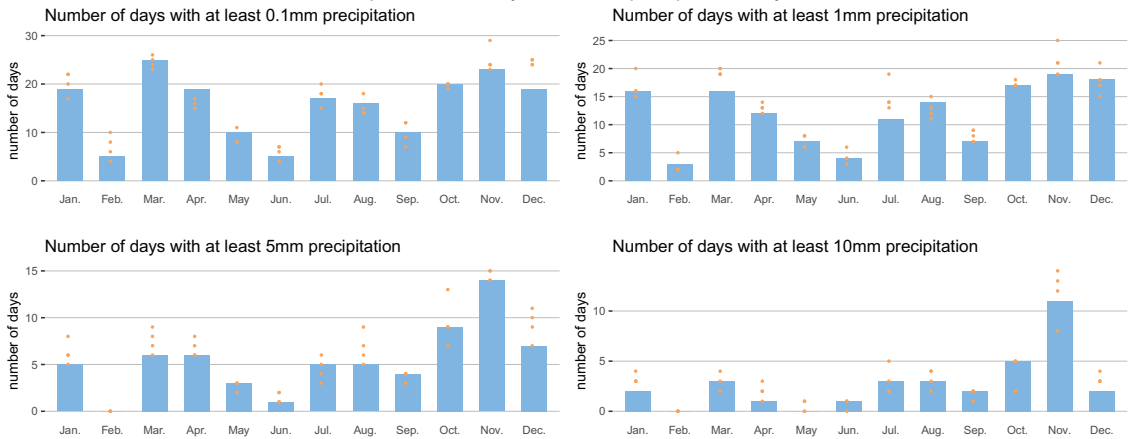 Number of days with at least 0.1mm precipitation
number of days
30
20
10
0
Jan. Feb. Mar. Apr. May Jun. Jul. Aug. Sep. Oct. Nov. Dec.
Number of days with at least 1mm precipitation
number of days
25
20
15
10
5
0
Jan. Feb. Mar. Apr. May Jun. Jul. Aug. Sep. Oct. Nov. Dec.
Number of days with at least 5mm precipitation
number of days
15
10
5
0
Jan. Feb. Mar. Apr. May Jun. Jul. Aug. Sep. Oct. Nov. Dec.
Number of days with at least 10mm precipitation
number of days
10
5
0
Jan. Feb. Mar. Apr. May Jun. Jul. Aug. Sep. Oct. Nov. Dec.